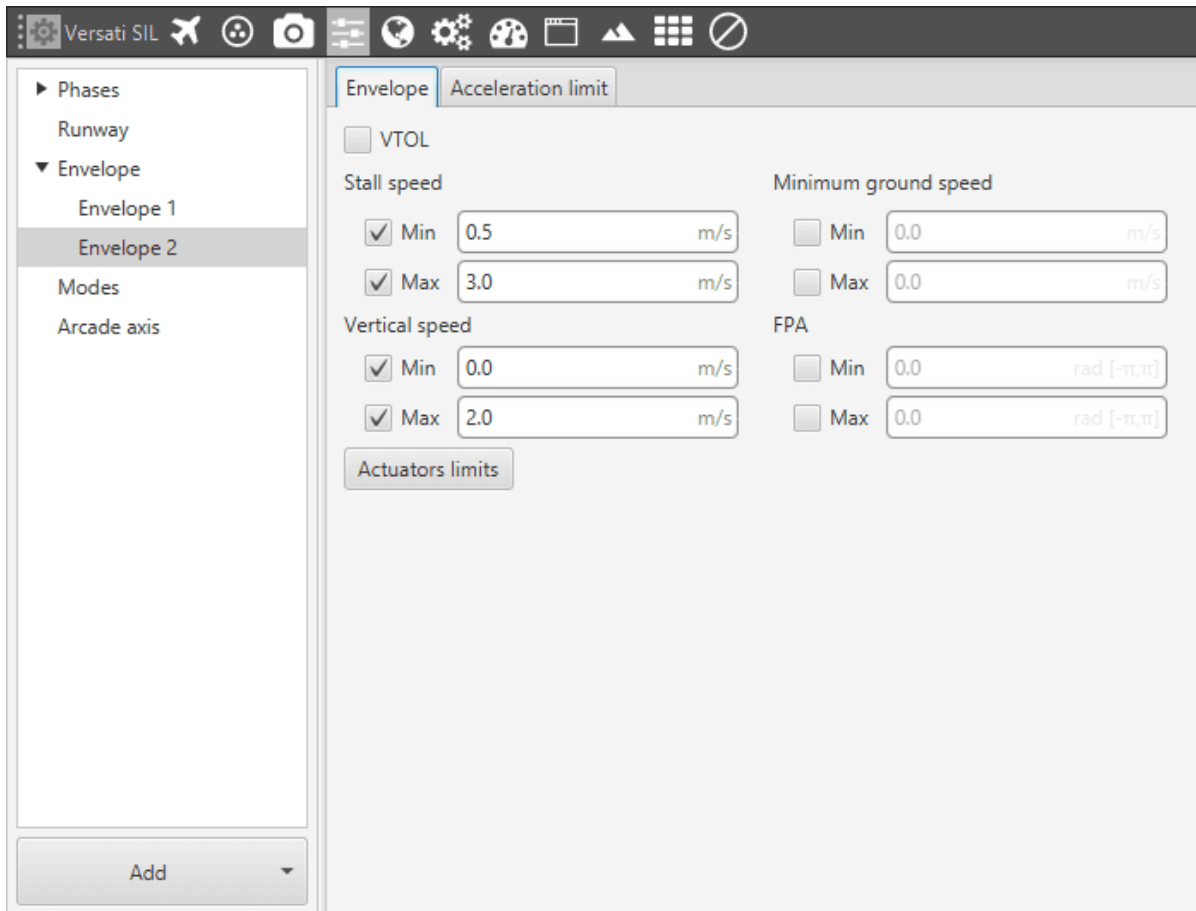 Versati SIL
Phases
Runway
Envelope
Envelope 1
Envelope 2
Modes
Arcade axis
Add
Envelope Acceleration limit
VTOL
Stall speed Minimum ground speed
Min 0.5 m/s Min 0.0 m/s
Max 3.0 m/s Max 0.0 m/s
Vertical speed FPA
Min 0.0 m/s Min 0.0 rad [-π,π]
Max 2.0 m/s Max 0.0 rad [-π,π]
Actuators limits